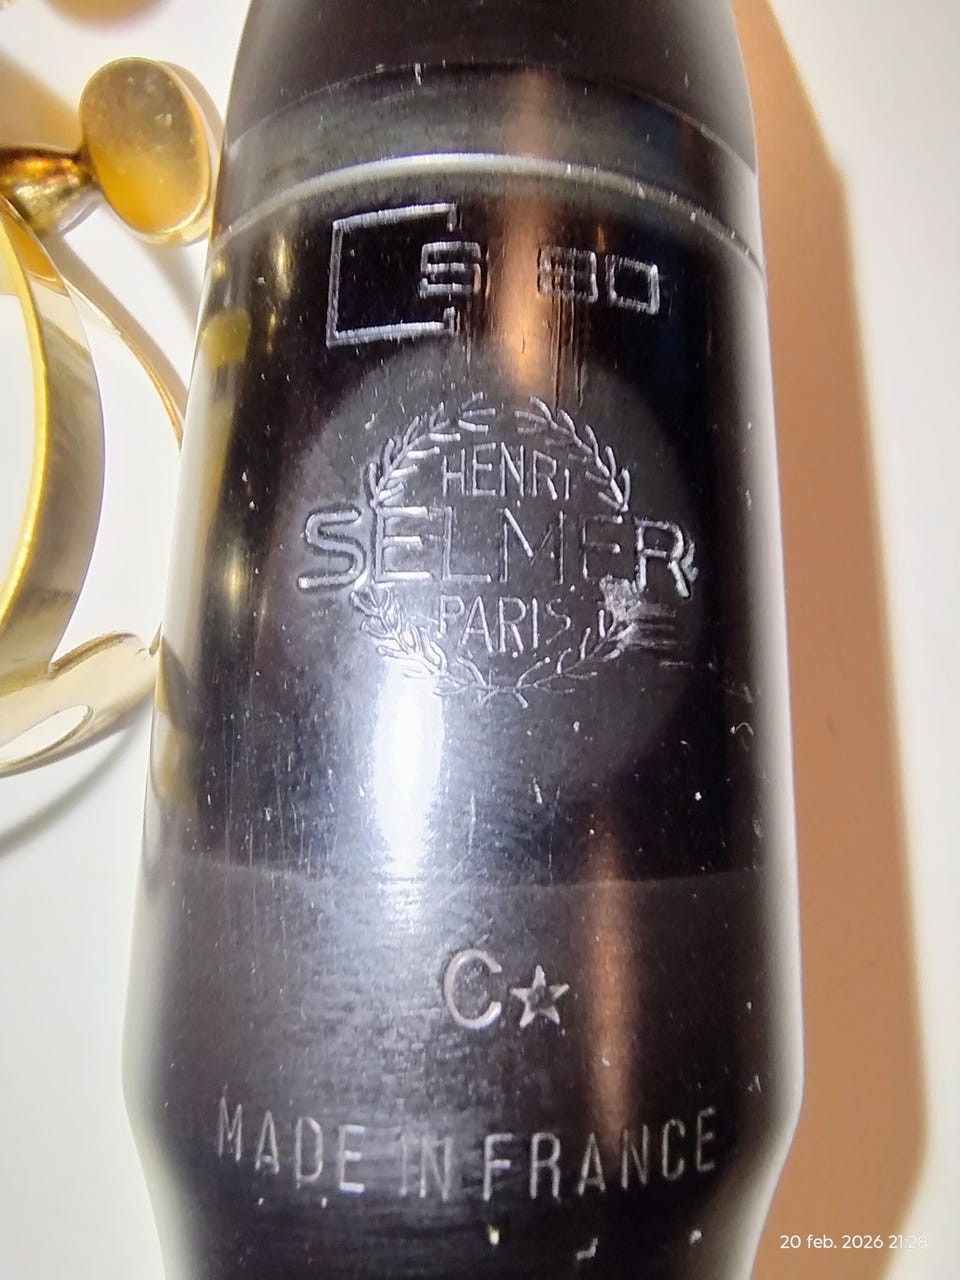 S 80
HENRI
SELMER
PARIS
C☆
MADE IN FRANCE
20 feb. 2026 21:28